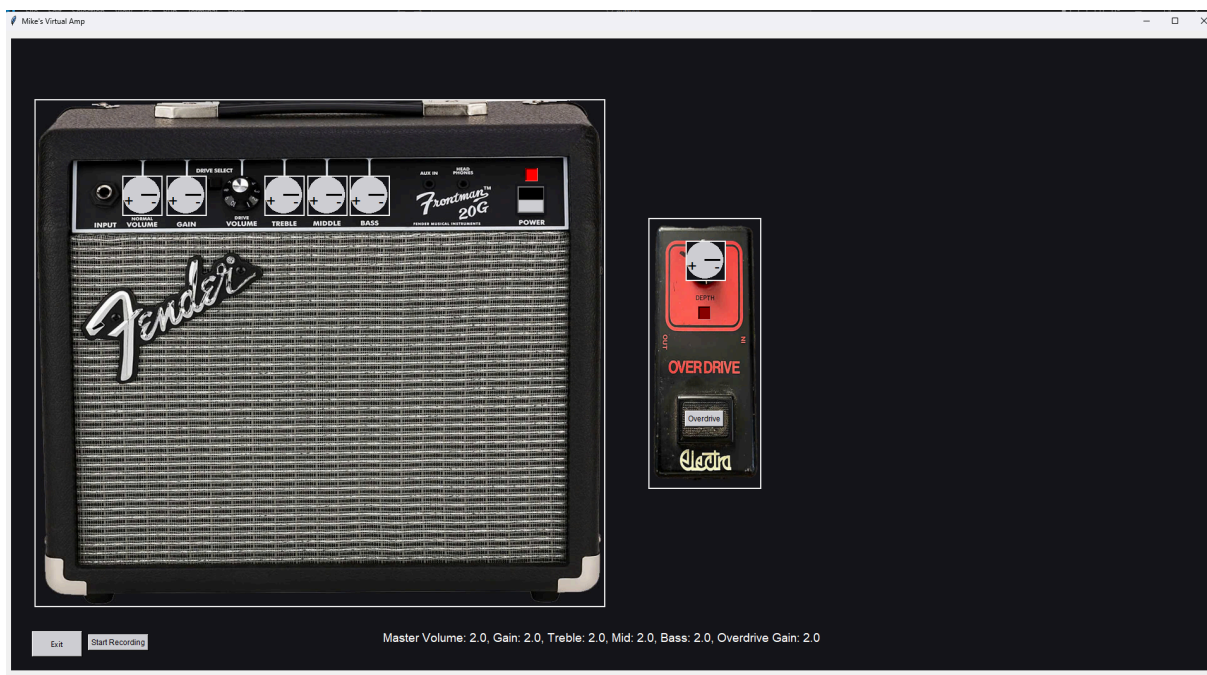 Mike's Virtual Amp
DRIVE SELECT
AUX IN
HEAD PHONES
Frontman™
20G
FENDER MUSICAL INSTRUMENTS
INPUT
NORMAL VOLUME
GAIN
DRIVE VOLUME
TREBLE
MIDDLE
BASS
POWER
Fender®
+ -
DEPTH
OUT
IN
OVERDRIVE
Overdrive
Electra
Exit
Start Recording
Master Volume: 2.0, Gain: 2.0, Treble: 2.0, Mid: 2.0, Bass: 2.0, Overdrive Gain: 2.0